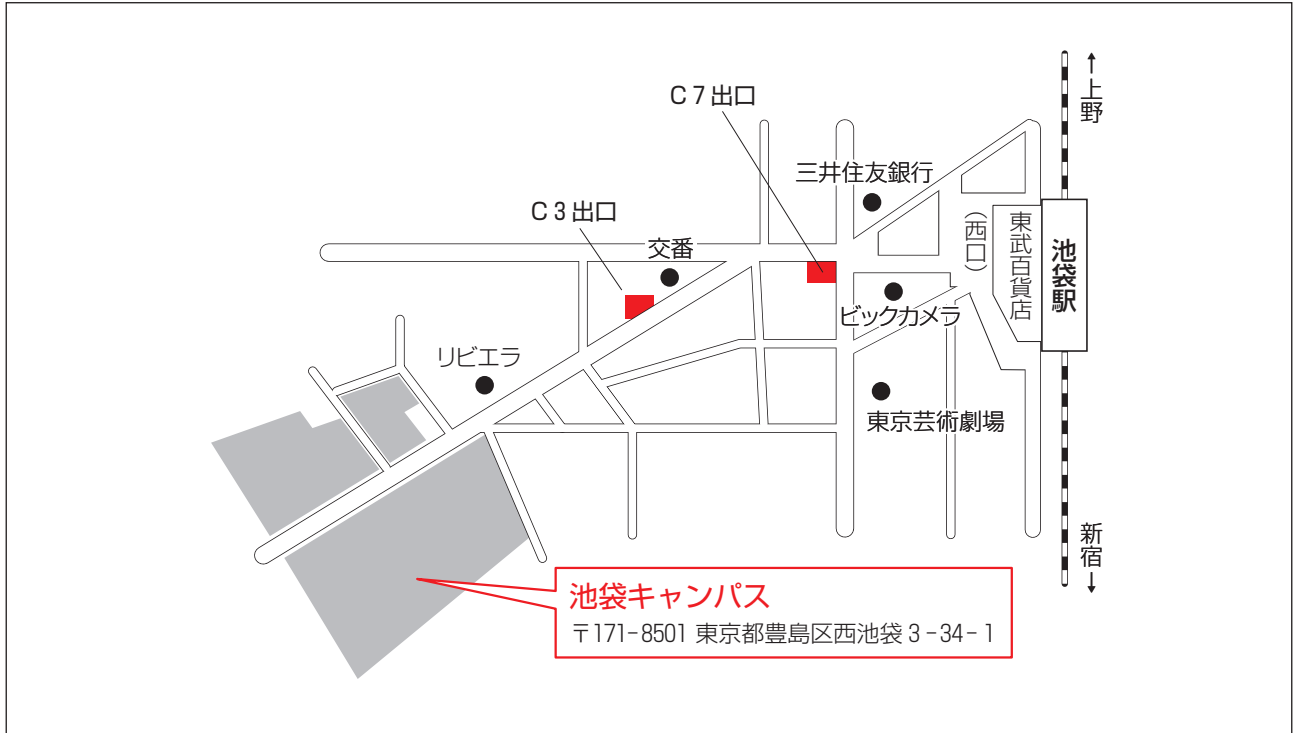 ↑上野
C7出口
三井住友銀行
C3出口
交番
(西口)
東武百貨店
池袋駅
ビックカメラ
リビエラ
東京芸術劇場
新宿↓
池袋キャンパス
〒171-8501 東京都豊島区西池袋3-34-1